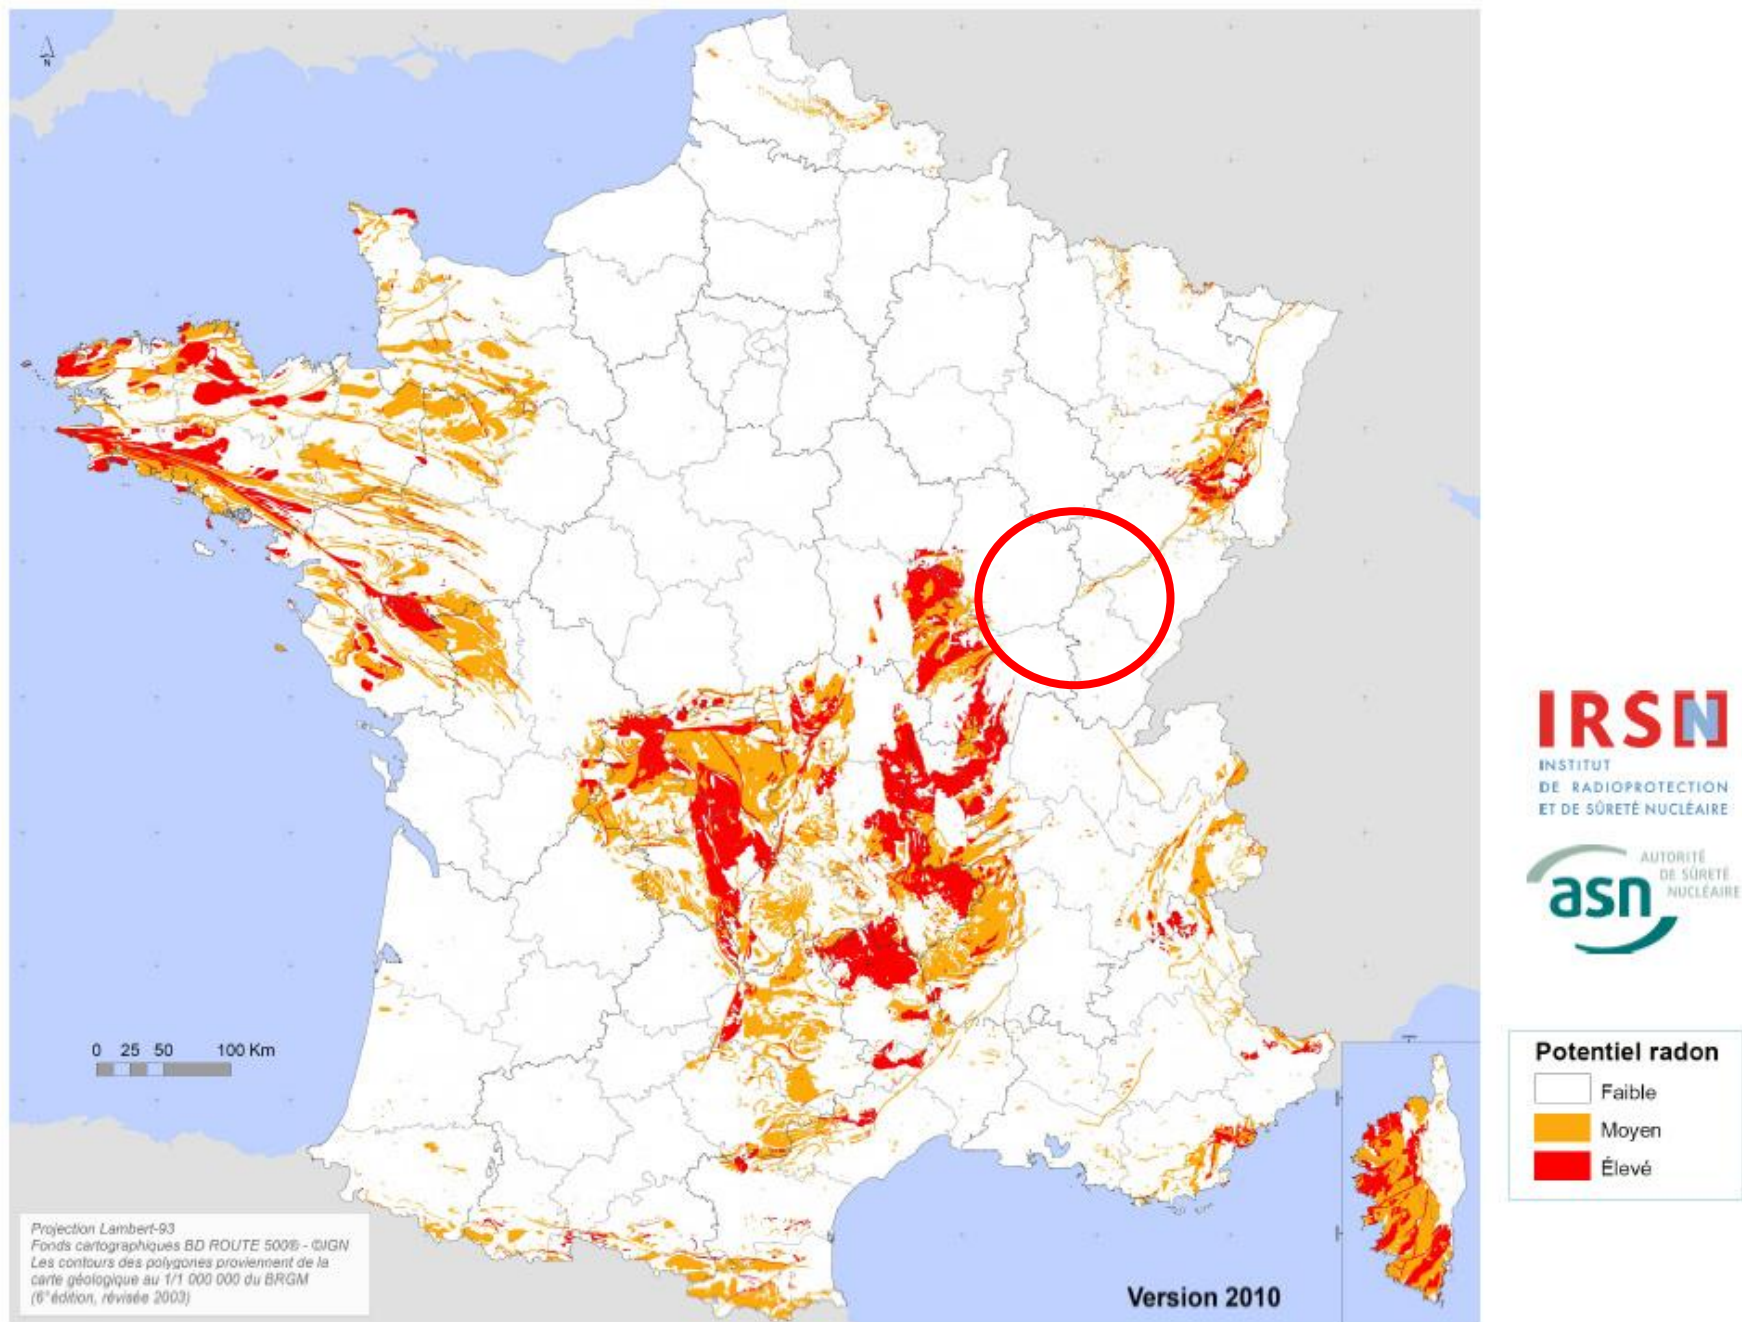 N
0 25 50 100 Km
Projection Lambert-93
Fonds cartographiques BD ROUTE 500® - ©IGN
Les contours des polygones proviennent de la
carte géologique au 1/1 000 000 du BRGM
(6° édition, révisée 2003)
Version 2010
IRSN
INSTITUT
DE RADIOPROTECTION
ET DE SÛRETÉ NUCLÉAIRE
AUTORITÉ
DE SÛRETÉ
NUCLÉAIRE
asn
Potentiel radon
Faible
Moyen
Élevé